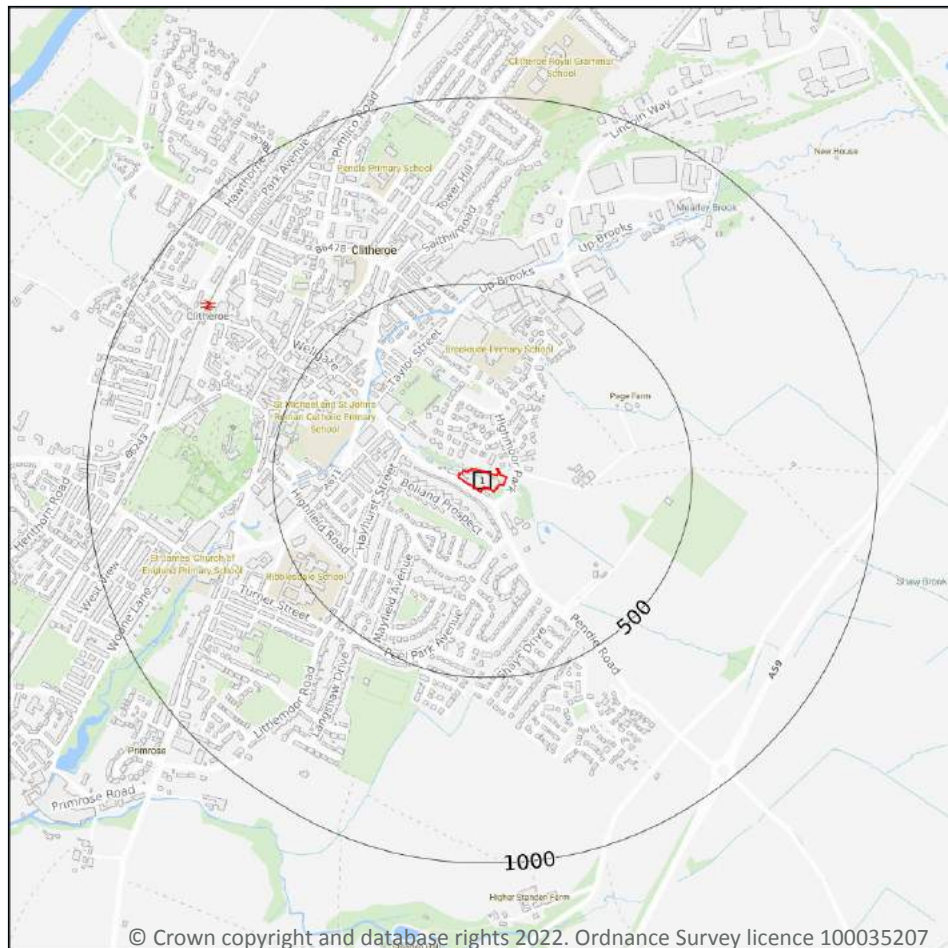 Clitheroe Royal Grammar
School
Lincoln Way
Pimlico Road
Park Avenue
Hawthorne Place
New House
Pendle Primary School
Tower Hill
Salthill Road
Mearley Brook
Up Brooks
B6478
Clitheroe
Up Brooks
Clitheroe
Wellgate
Taylor Street
Brookside Primary School
Page Farm
St Michael and St Johns
Roman Catholic Primary
School
Highmoor Park
B6243
A671
1
Bolland Prospect
Henthorn Road
Highfield Road
Hayhurst Street
St James' Church of
England Primary School
Ribblesdale School
West View
Woone Lane
Turner Street
Mayfield Avenue
Peel Park Avenue
Shays Drive
500
Pendle Road
Shaw Brook
A59
Littlemoor Road
Langshaw Drive
Primrose
Primrose Road
1000
Higher Standen Farm
© Crown copyright and database rights 2022. Ordnance Survey licence 100035207